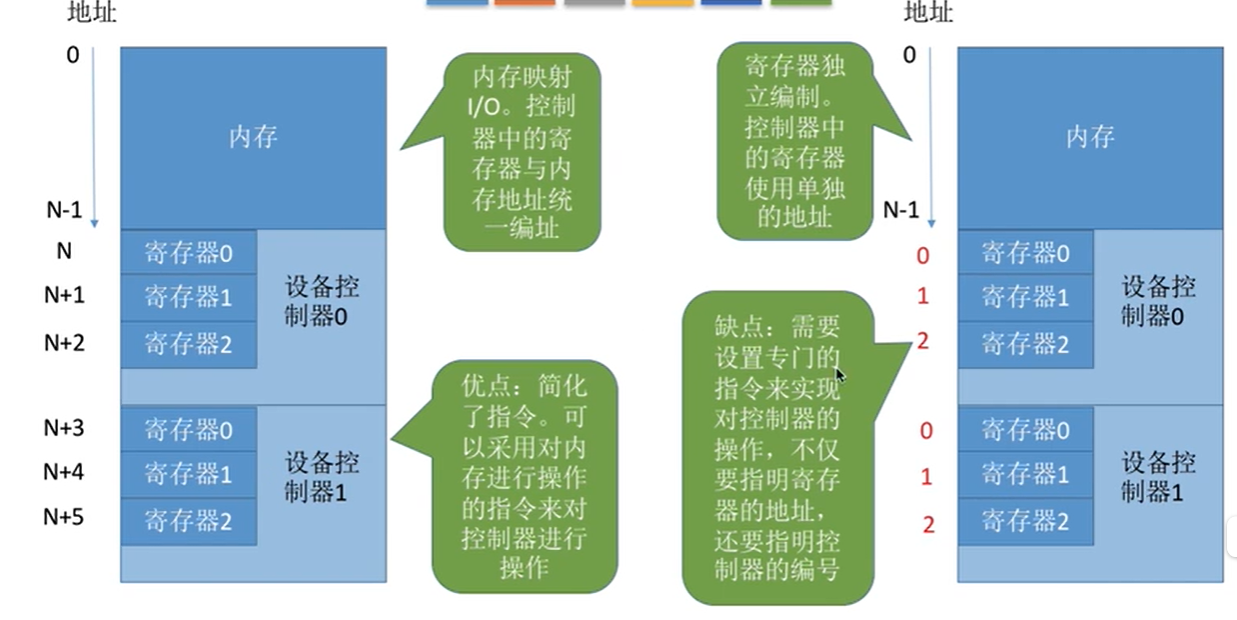 地址
0
内存
N-1
N
寄存器0
N+1
寄存器1
N+2
寄存器2
设备控
制器0
N+3
寄存器0
N+4
寄存器1
N+5
寄存器2
设备控
制器1
内存映射
I/O。控制
器中的寄
存器与内
存地址统
一编址
优点：简化
了指令。可
以采用对内
存进行操作
的指令来对
控制器进行
操作
寄存器独
立编制。
控制器中
的寄存器
使用单独
的地址
缺点：需要
设置专门的
指令来实现
对控制器的
操作，不仅
要指明寄存
器的地址，
还要指明控
制器的编号
地址
0
内存
N-1
0
寄存器0
1
寄存器1
2
寄存器2
设备控
制器0
0
寄存器0
1
寄存器1
2
寄存器2
设备控
制器1